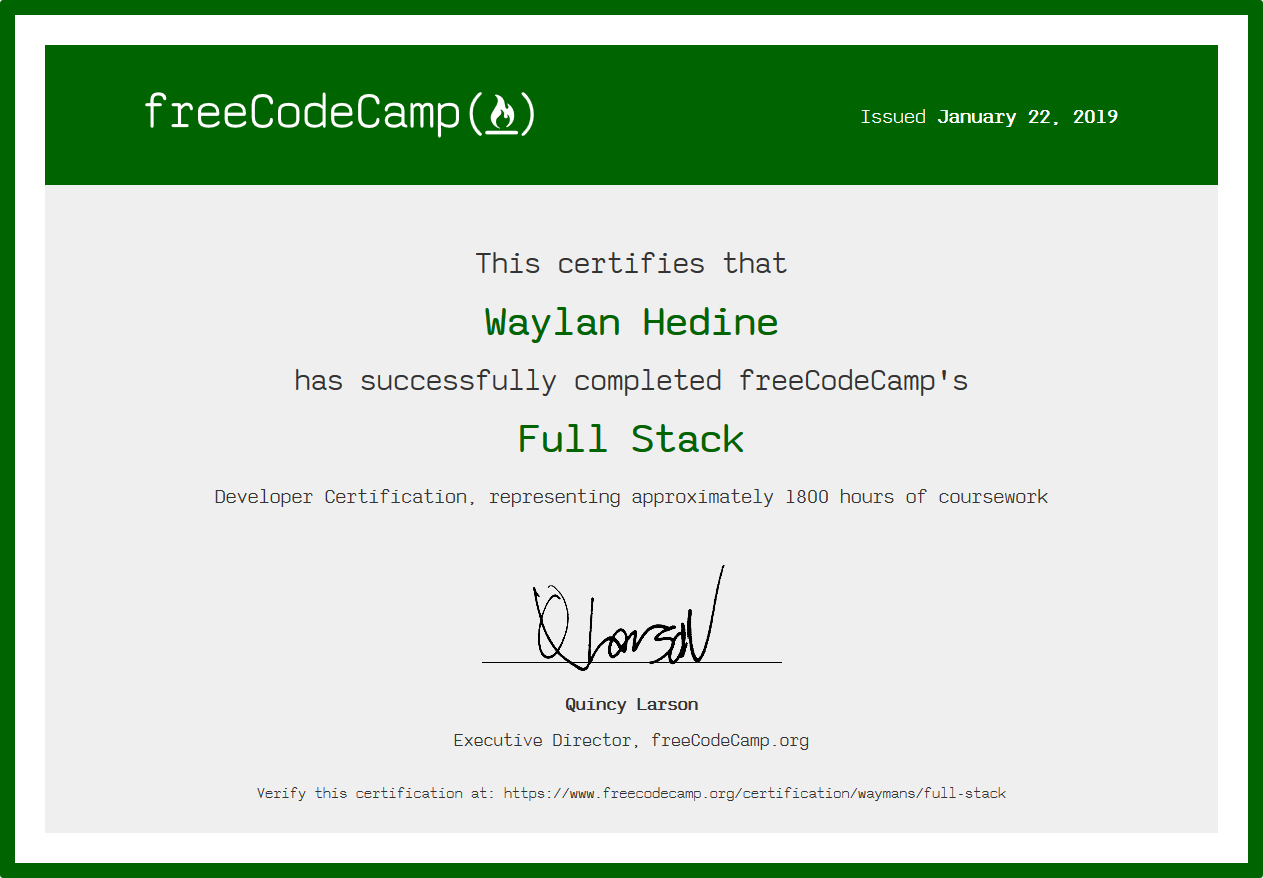 freeCodeCamp(🔥)
Issued January 22, 2019
This certifies that
Waylan Hedine
has successfully completed freeCodeCamp's
Full Stack
Developer Certification, representing approximately 1800 hours of coursework
Q Larson
Quincy Larson
Executive Director, freeCodeCamp.org
Verify this certification at: https://www.freecodecamp.org/certification/waymans/full-stack